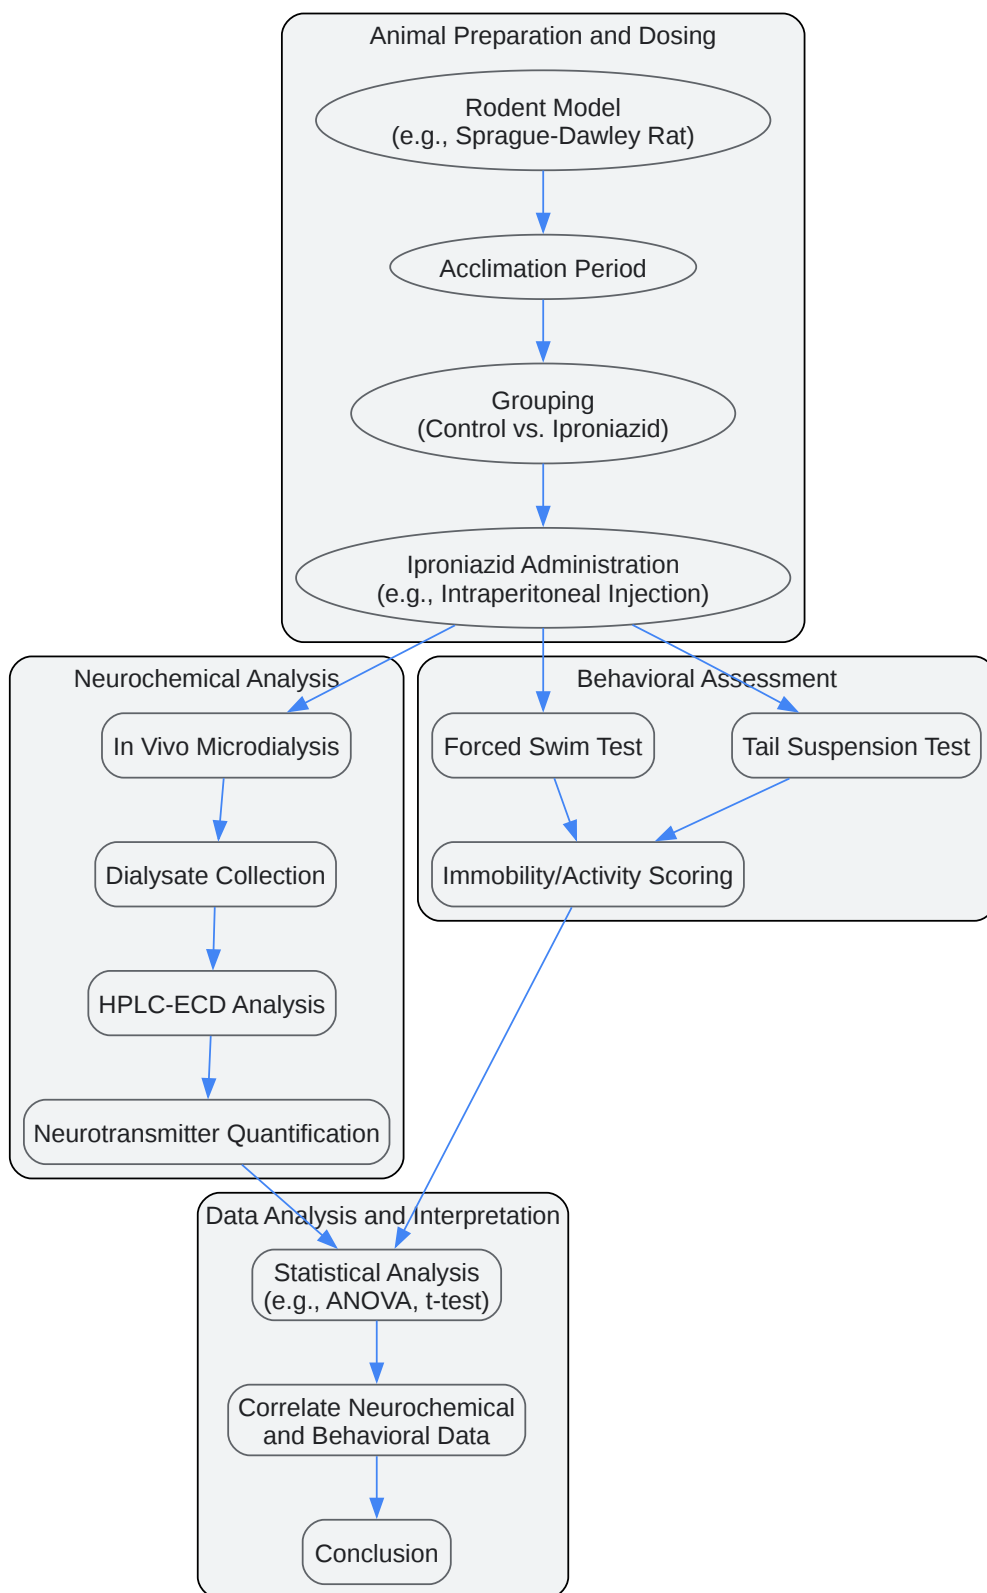 Animal Preparation and Dosing
Rodent Model
(e.g., Sprague-Dawley Rat)
Acclimation Period
Grouping
(Control vs. Iproniazid)
Iproniazid Administration
(e.g., Intraperitoneal Injection)
Neurochemical Analysis
In Vivo Microdialysis
Dialysate Collection
HPLC-ECD Analysis
Neurotransmitter Quantification
Behavioral Assessment
Forced Swim Test
Tail Suspension Test
Immobility/Activity Scoring
Data Analysis and Interpretation
Statistical Analysis
(e.g., ANOVA, t-test)
Correlate Neurochemical
and Behavioral Data
Conclusion